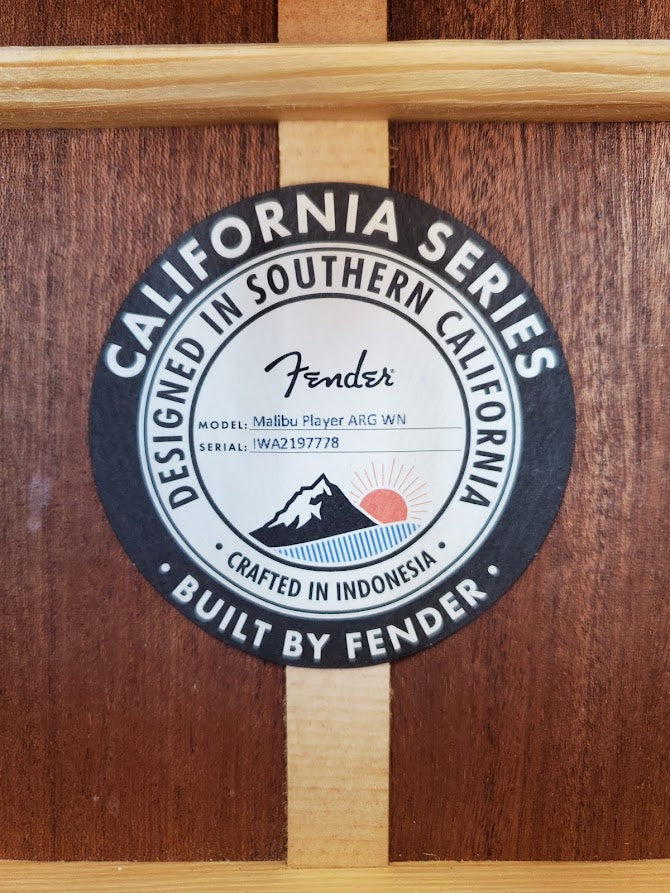 CALIFORNIA SERIES
DESIGNED IN SOUTHERN CALIFORNIA
Fender®
MODEL: Malibu Player ARG WN
SERIAL: IWA2197778
• CRAFTED IN INDONESIA •
• BUILT BY FENDER •